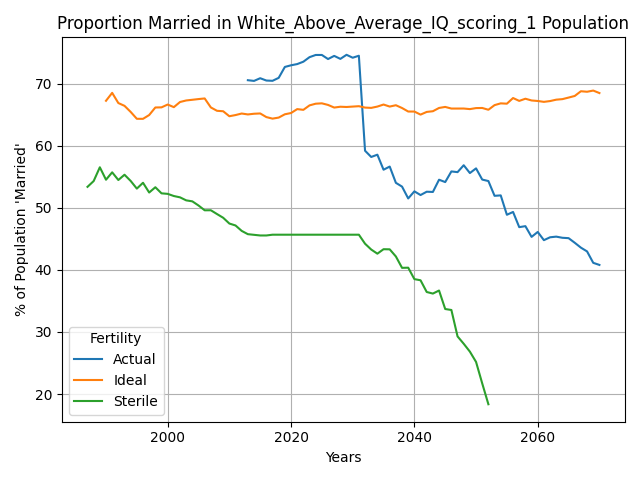 Proportion Married in White_Above_Average_IQ_scoring_1 Population
% of Population 'Married'
70
60
50
40
30
20
Fertility
Actual
Ideal
Sterile
2000 2020 2040 2060
Years